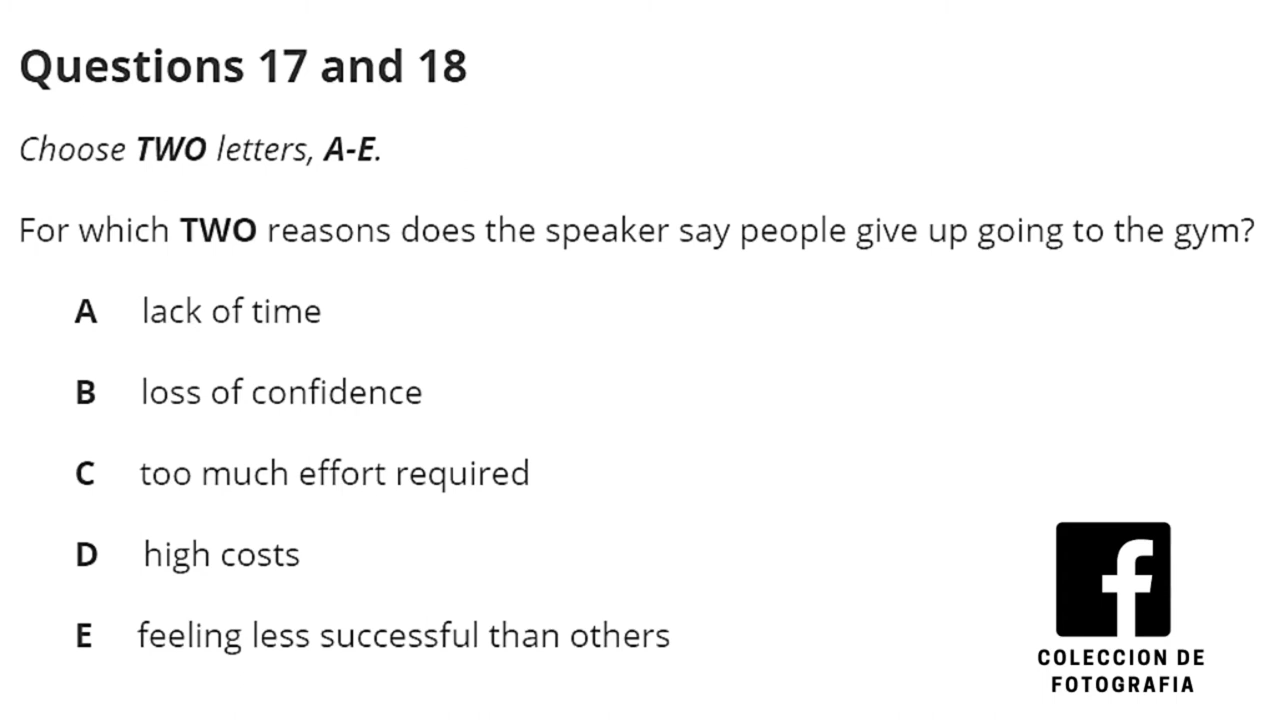 Questions 17 and 18
Choose TWO letters, A-E.
For which TWO reasons does the speaker say people give up going to the gym?
A lack of time
B loss of confidence
C too much effort required
D high costs
E feeling less successful than others
f
COLECCION DE
FOTOGRAFIA